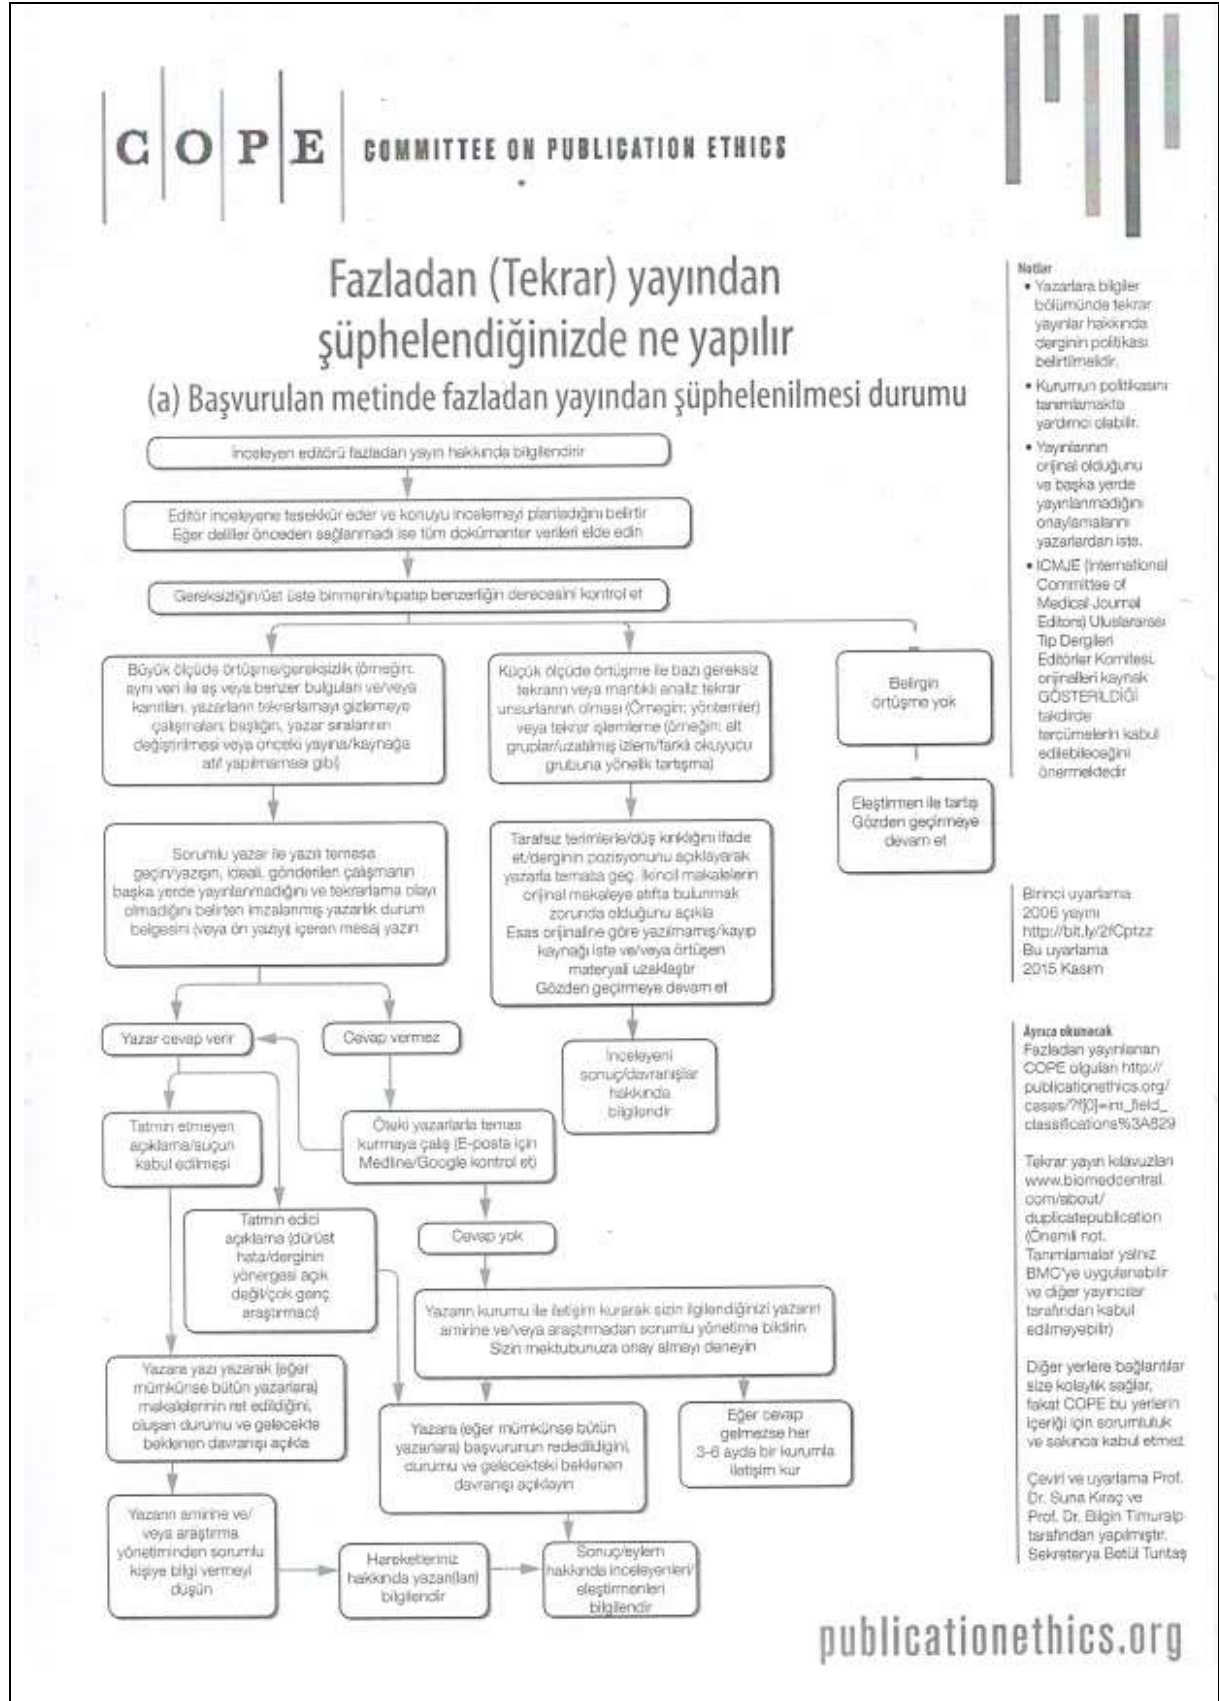 COPE COMMITTEE ON PUBLICATION ETHICS
Fazladan (Tekrar) yayından
şüphelendiğinizde ne yapılır
(a) Başvurulan metinde fazladan yayından şüphelenilmesi durumu
İnceleyen editörü fazladan yayın hakkında bilgilendirir
Editör inceleyene teşekkür eder ve konuyu incelemeyi planladığını belirtir
Eğer deliller önceden sağlanmadı ise tüm dokümanter verileri elde edin
Gereksizliğin/üst üste binmenin/tıpatıp benzerliğin derecesini kontrol et
Büyük ölçüde örtüşme/gereksizlik (örneğin:
aynı veri ile eş veya benzer bulguları ve/veya
kanıtları, yazarların tekrarlamayı gizlemeye
çalışmaları; başlığın, yazar sıralarının
değiştirilmesi veya önceki yayına/kaynağa
atıf yapılmaması gibi)
Küçük ölçüde örtüşme ile bazı gereksiz
tekrarın veya mantıklı analiz tekrar
unsurlarının olması (Örneğin: yöntemler)
veya tekrar işlemleme (örneğin: alt
gruplar/uzatılmış izlem/farklı okuyucu
grubuna yönelik tartışma)
Belirgin
örtüşme yok
Eleştirmen ile tartış
Gözden geçirmeye
devam et
Sorumlu yazar ile yazılı temasa
geçin/yazışın, ideali, gönderilen çalışmanın
başka yerde yayınlanmadığını ve tekrarlama olayı
olmadığını belirten imzalanmış yazarlık durum
belgesini (veya ön yazıyı) içeren mesaj yazın
Tarafsız terimlerle/düş kırıklığını ifade
et/derginin pozisyonunu açıklayarak
yazarla temasa geç. İkincil makalelerin
orijinal makaleye atıfta bulunmak
zorunda olduğunu açıkla
Esas orijinaline göre yazılmamış/kayıp
kaynağı iste ve/veya örtüşen
materyali uzaklaştır
Gözden geçirmeye devam et
Yazar cevap verir
Cevap vermez
İnceleyeni
sonuç/davranışlar
hakkında
bilgilendir
Tatmin etmeyen
açıklama/suçun
kabul edilmesi
Öteki yazarlarla temas
kurmaya çalış (E-posta için
Medline/Google kontrol et)
Tatmin edici
açıklama (dürüst
hata/derginin
yönergesi açık
değil/çok genç
araştırmacı)
Cevap yok
Yazarın kurumu ile iletişim kurarak sizin ilgilendiğinizi yazarın
amirine ve/veya araştırmadan sorumlu yönetime bildirin
Sizin mektubunuza onay almayı deneyin
Yazara yazı yazarak (eğer
mümkünse bütün yazarlara)
makalelerinin ret edildiğini,
oluşan durumu ve gelecekte
beklenen davranışı açıkla
Yazara (eğer mümkünse bütün
yazarlara) başvurunun rededildigini,
durumu ve gelecekteki beklenen
davranışı açıklayın
Eğer cevap
gelmezse her
3-6 ayda bir kurumla
iletişim kur
Yazarın amirine ve/
veya araştırma
yönetiminden sorumlu
kişiye bilgi vermeyi
düşün
Hareketleriniz
hakkında yazar(ları)
bilgilendir
Sonuç/eylem
hakkında inceleyenleri/
eleştirmenleri
bilgilendir
Notlar
• Yazarlara bilgiler
bölümünde tekrar
yayınlar hakkında
derginin politikası
belirtilmelidir.
• Kurumun politikasını
tanımlamakta
yardımcı olabilir.
• Yayınlarının
orijinal olduğunu
ve başka yerde
yayınlanmadığını
onaylamalarını
yazarlardan iste.
• ICMJE (International
Committee of
Medical Journal
Editors) Uluslararası
Tıp Dergileri
Editörler Komitesi,
orijinalleri kaynak
GÖSTERİLDİĞİ
takdirde
tercümelerin kabul
edilebileceğini
önermektedir
Birinci uyarlama
2006 yayını
http://bit.ly/2fCptzz
Bu uyarlama
2015 Kasım
Ayrıca okunacak
Fazladan yayınlanan
COPE olguları http://
publicationethics.org/
cases/?f[0]=im_field_
classifications%3A829
Tekrar yayın kılavuzları
www.biomedcentral.
com/about/
duplicatepublication
(Önemli not.
Tanımlamalar yalnız
BMC'ye uygulanabilir
ve diğer yayıncılar
tarafından kabul
edilmeyebilir)
Diğer yerlere bağlantılar
size kolaylık sağlar,
fakat COPE bu yerlerin
içeriği için sorumluluk
ve sakınca kabul etmez
Çeviri ve uyarlama Prof.
Dr. Suna Kıraç ve
Prof. Dr. Bilgin Timuralp
tarafından yapılmıştır.
Sekreterya Betül Tuntaş
publicationethics.org